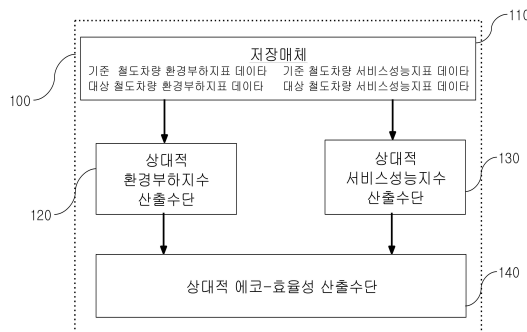 110
저장매체
기준 철도차량 환경부하지표 데이타 기준 철도차량 서비스성능지표 데이타
대상 철도차량 환경부하지표 데이타 대상 철도차량 서비스성능지표 데이타
100
상대적
환경부하지수
산출수단
120
상대적
서비스성능지수
산출수단
130
상대적 에코-효율성 산출수단
140